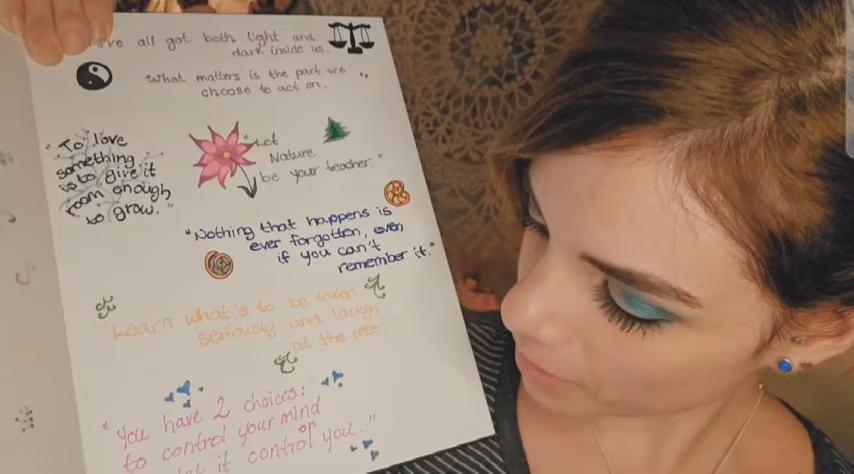 've all got both light and
dark inside us.
What matters is the part we
choose to act on.
"To love
something
is to give it
room enough
to grow."
"Let
Nature
be your teacher."
"Nothing that happens is
ever forgotten, even
if you can't
remember it."
Learn what is to be taken
seriously and laugh
at the rest.
"You have 2 choices:
to control your mind
or
let it control you."